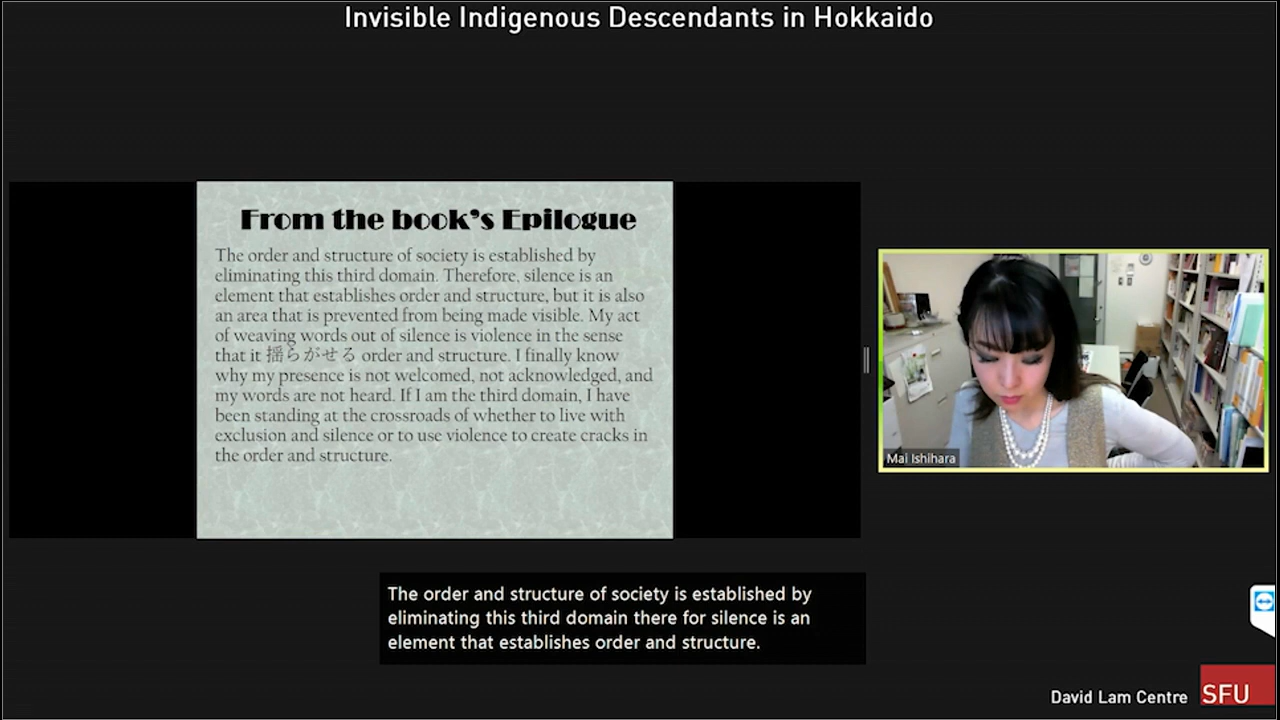 Invisible Indigenous Descendants in Hokkaido
From the book's Epilogue
The order and structure of society is established by
eliminating this third domain. Therefore, silence is an
element that establishes order and structure, but it is also
an area that is prevented from being made visible. My act
of weaving words out of silence is violence in the sense
that it 揺らがせる order and structure. I finally know
why my presence is not welcomed, not acknowledged, and
my words are not heard. If I am the third domain, I have
been standing at the crossroads of whether to live with
exclusion and silence or to use violence to create cracks in
the order and structure.
Mai Ishihara
The order and structure of society is established by
eliminating this third domain there for silence is an
element that establishes order and structure.
David Lam Centre
SFU